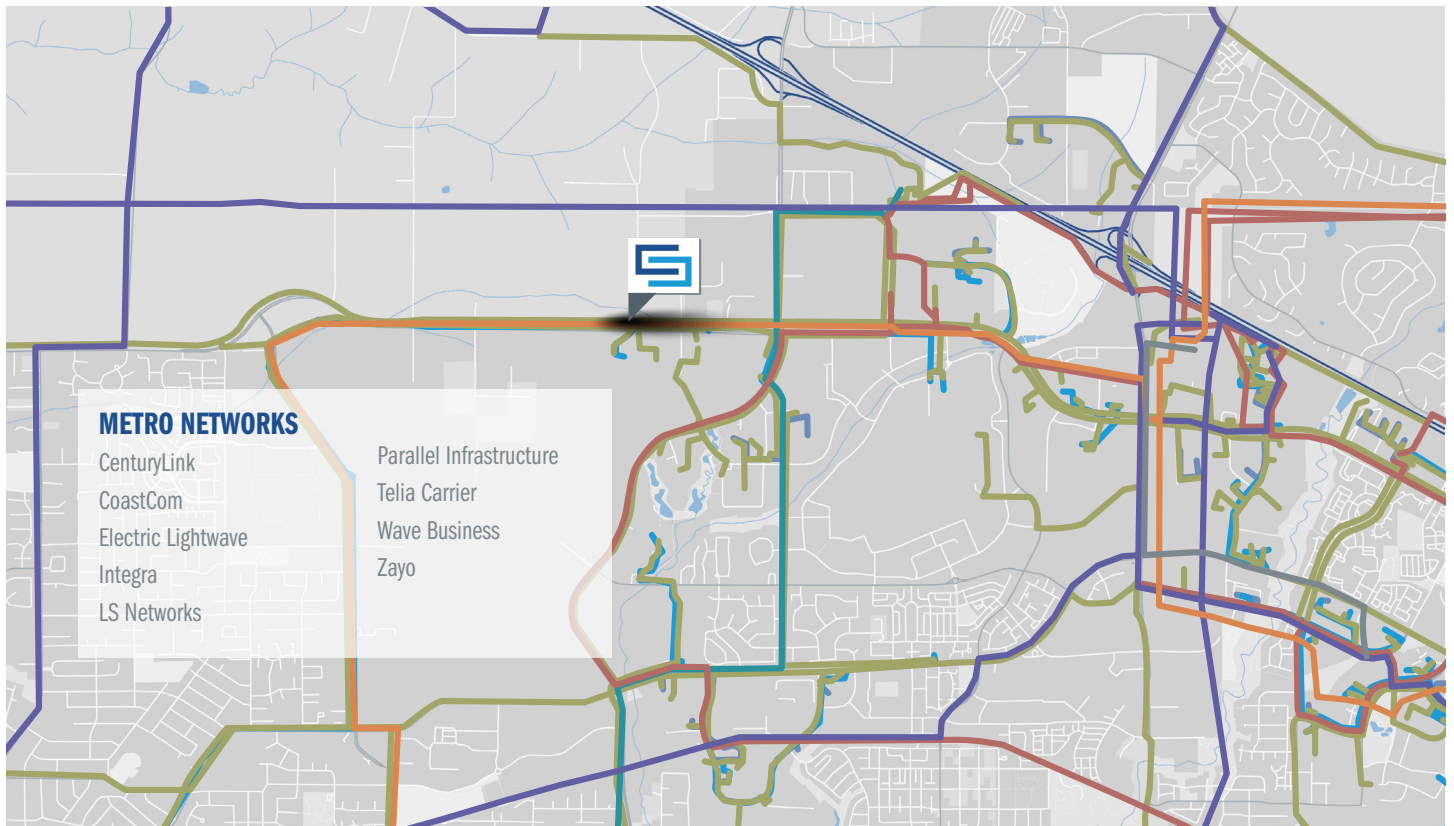 METRO NETWORKS
CenturyLink
CoastCom
Electric Lightwave
Integra
LS Networks
Parallel Infrastructure
Telia Carrier
Wave Business
Zayo